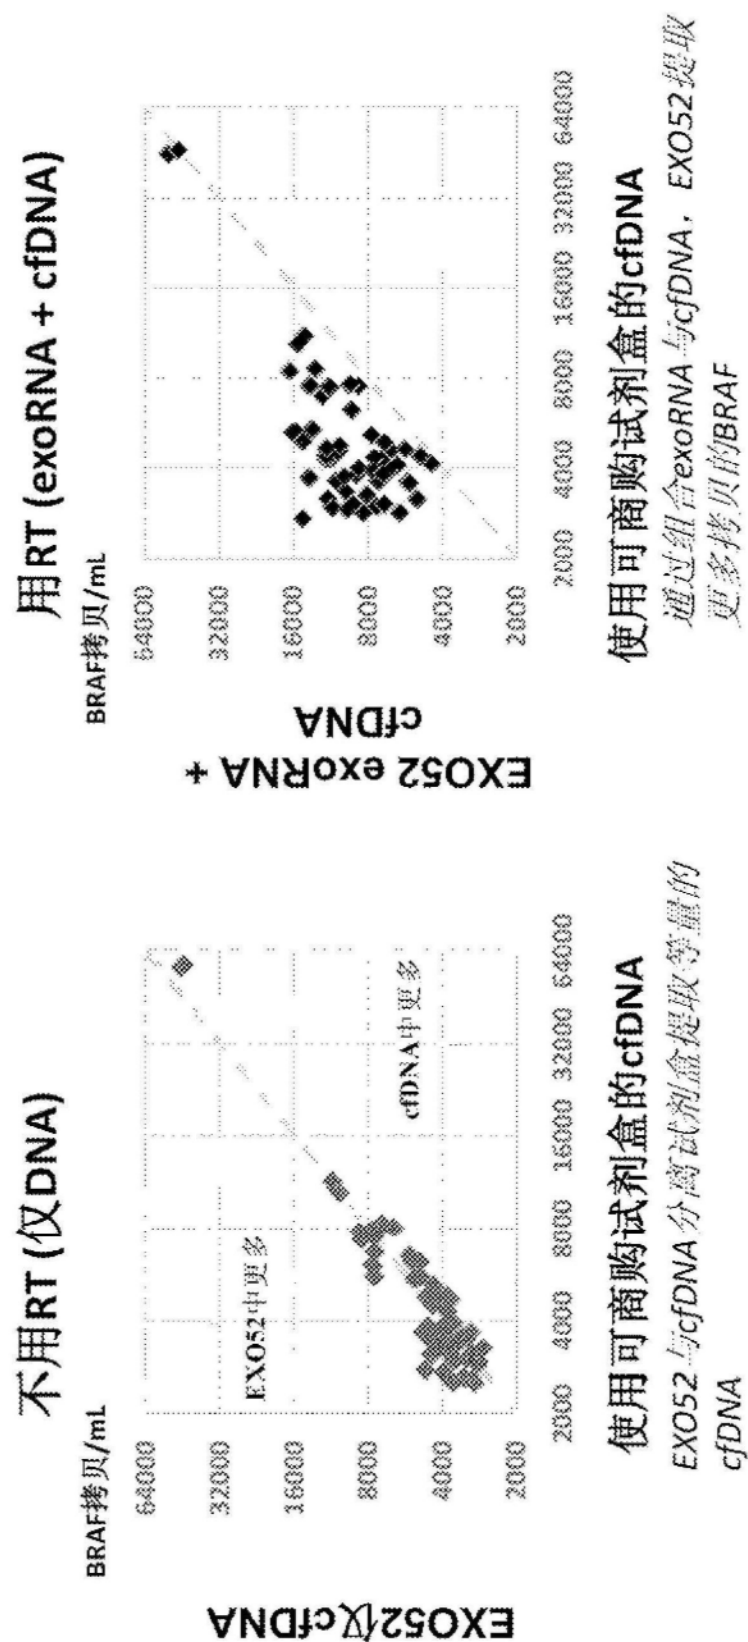 不用RT (仅DNA)
BRAF拷贝/mL
EXO52仅cfDNA
64000
32000
16000
8000
4000
2000
EXO52中更多
cfDNA中更多
2000
4000
8000
16000
32000
64000
使用可商购试剂盒的cfDNA
EXO52与cfDNA分离试剂盒提取等量的
cfDNA
用RT (exoRNA + cfDNA)
BRAF拷贝/mL
EXO52 exoRNA +
cfDNA
64000
32000
16000
8000
4000
2000
2000
4000
8000
16000
32000
64000
使用可商购试剂盒的cfDNA
通过组合exoRNA与cfDNA，EXO52提取
更多拷贝的BRAF